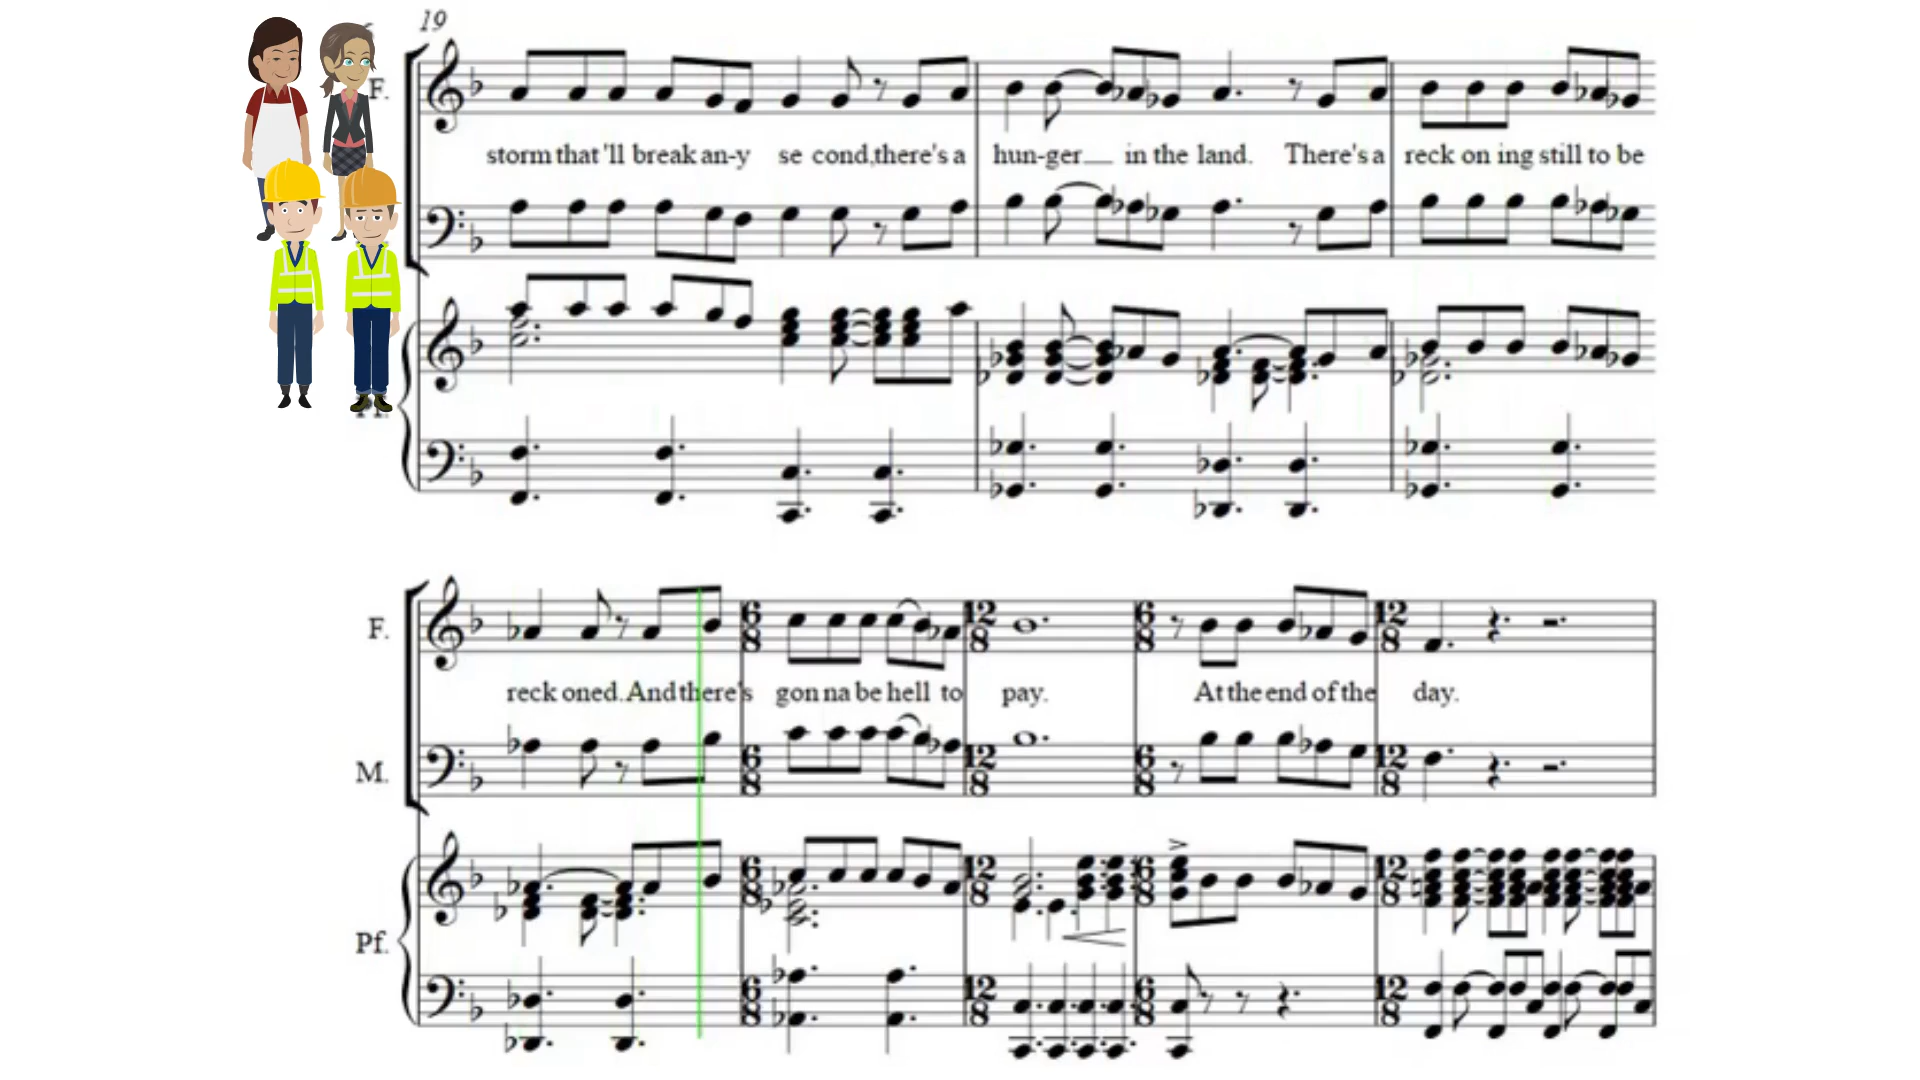 19
F.
storm that'll break an-y se cond,there's a hun-ger in the land. There's a reck on ing still to be
F.
reck oned. And there's gon na be hell to pay. At the end of the day.
M.
Pf.